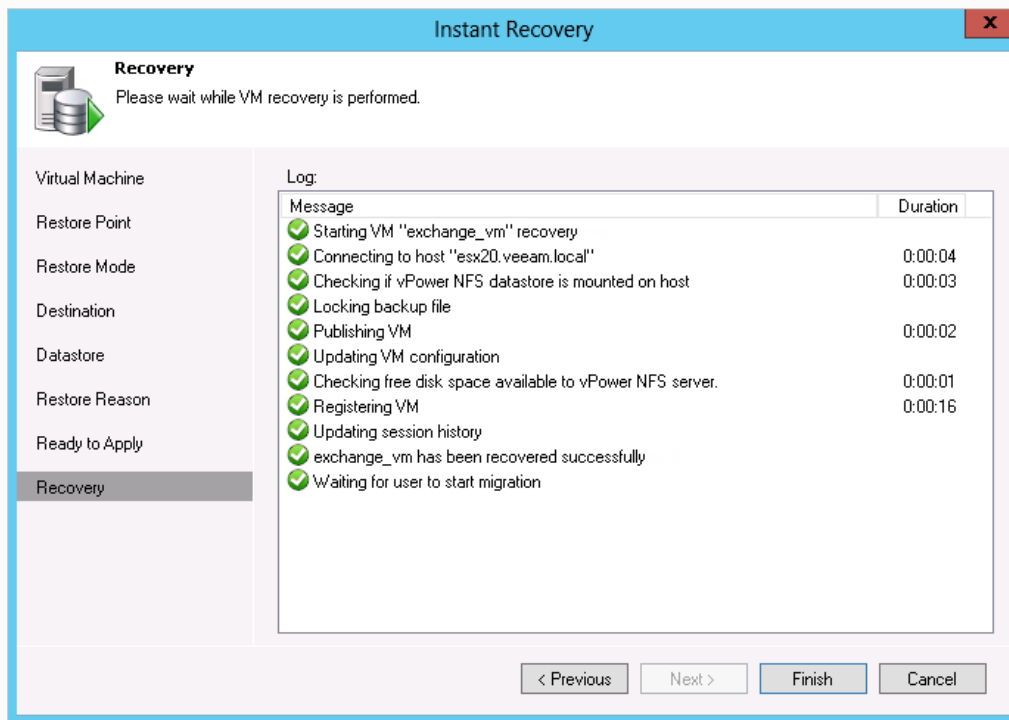 Instant Recovery
x
Recovery
Please wait while VM recovery is performed.
Virtual Machine
Restore Point
Restore Mode
Destination
Datastore
Restore Reason
Ready to Apply
Recovery
Log:
Message Duration
Starting VM "exchange_vm" recovery
Connecting to host "esx20.veeam.local" 0:00:04
Checking if vPower NFS datastore is mounted on host 0:00:03
Locking backup file
Publishing VM 0:00:02
Updating VM configuration
Checking free disk space available to vPower NFS server. 0:00:01
Registering VM 0:00:16
Updating session history
exchange_vm has been recovered successfully
Waiting for user to start migration
< Previous Next > Finish Cancel